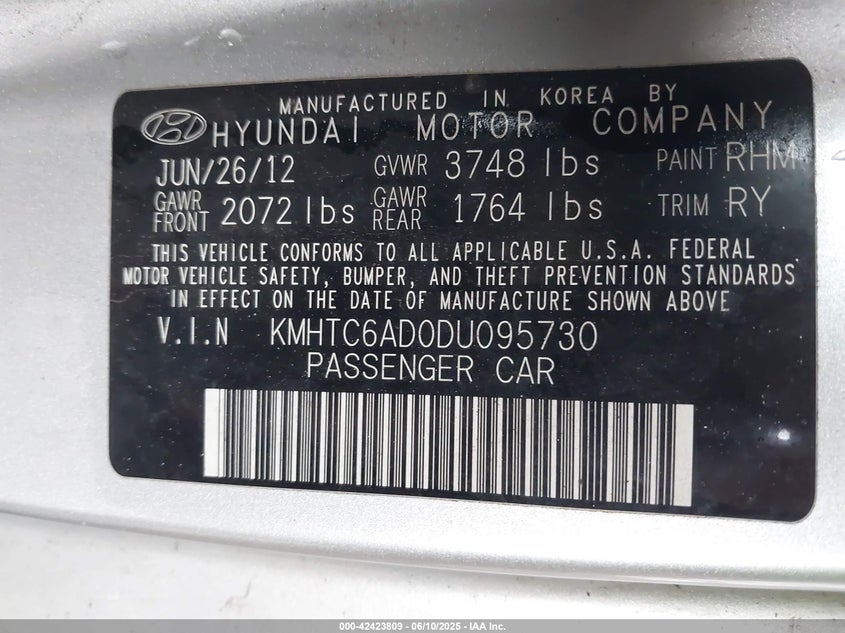 MANUFACTURED IN KOREA BY
HYUNDAI MOTOR COMPANY
JUN/26/12 GVWR 3748 lbs PAINT RHM
GAWR FRONT 2072 lbs GAWR REAR 1764 lbs TRIM RY
THIS VEHICLE CONFORMS TO ALL APPLICABLE U.S.A. FEDERAL
MOTOR VEHICLE SAFETY, BUMPER, AND THEFT PREVENTION STANDARDS
IN EFFECT ON THE DATE OF MANUFACTURE SHOWN ABOVE
V.I.N KMHTC6AD0DU095730
PASSENGER CAR
000-42423809 - 06/10/2025 - IAA Inc.